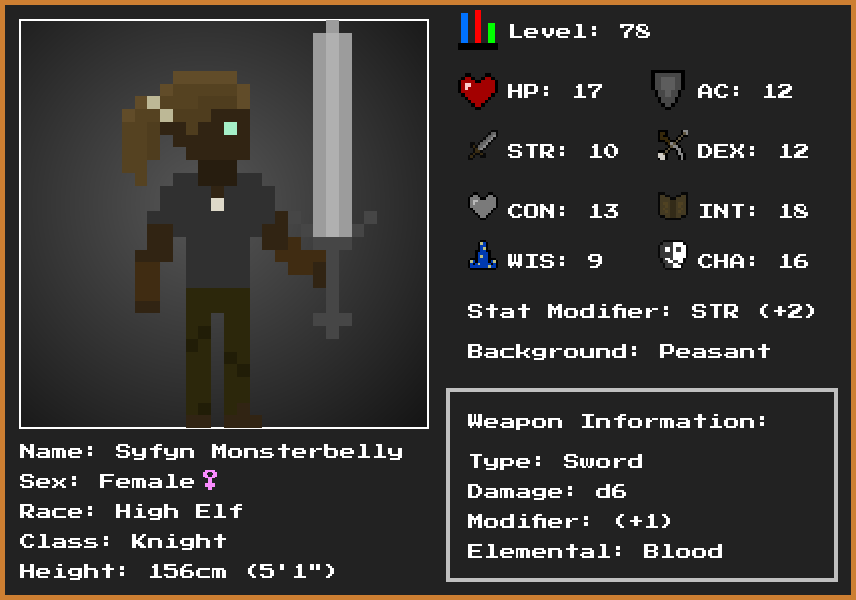 Level: 78
HP: 17 AC: 12
STR: 10 DEX: 12
CON: 13 INT: 18
WIS: 9 CHA: 16
Stat Modifier: STR (+2)
Background: Peasant
Weapon Information:
Type: Sword
Damage: d6
Modifier: (+1)
Elemental: Blood
Name: Syfyn Monsterbelly
Sex: Female♀
Race: High Elf
Class: Knight
Height: 156cm (5'1")